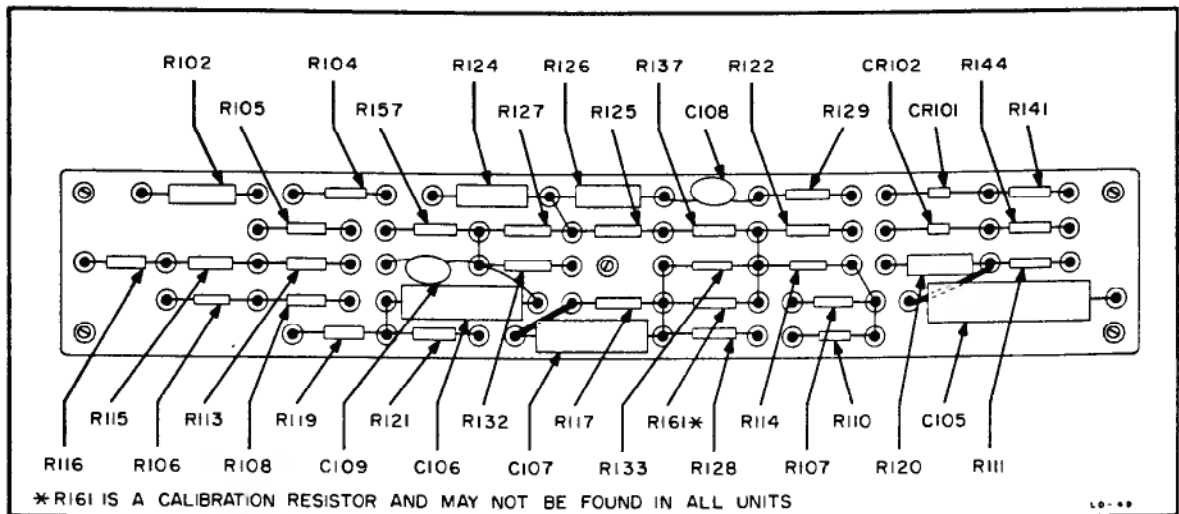 R102 R104 R124 R126 R137 R122 CR102 R144
R105 R157 R127 R125 C108 R129 CR101 R141
R115 R113 R119 R121 R132 R117 R161* R114 R110 C105
R116 R106 R108 C109 C106 C107 R133 R128 R107 R120 R111
* R161 IS A CALIBRATION RESISTOR AND MAY NOT BE FOUND IN ALL UNITS